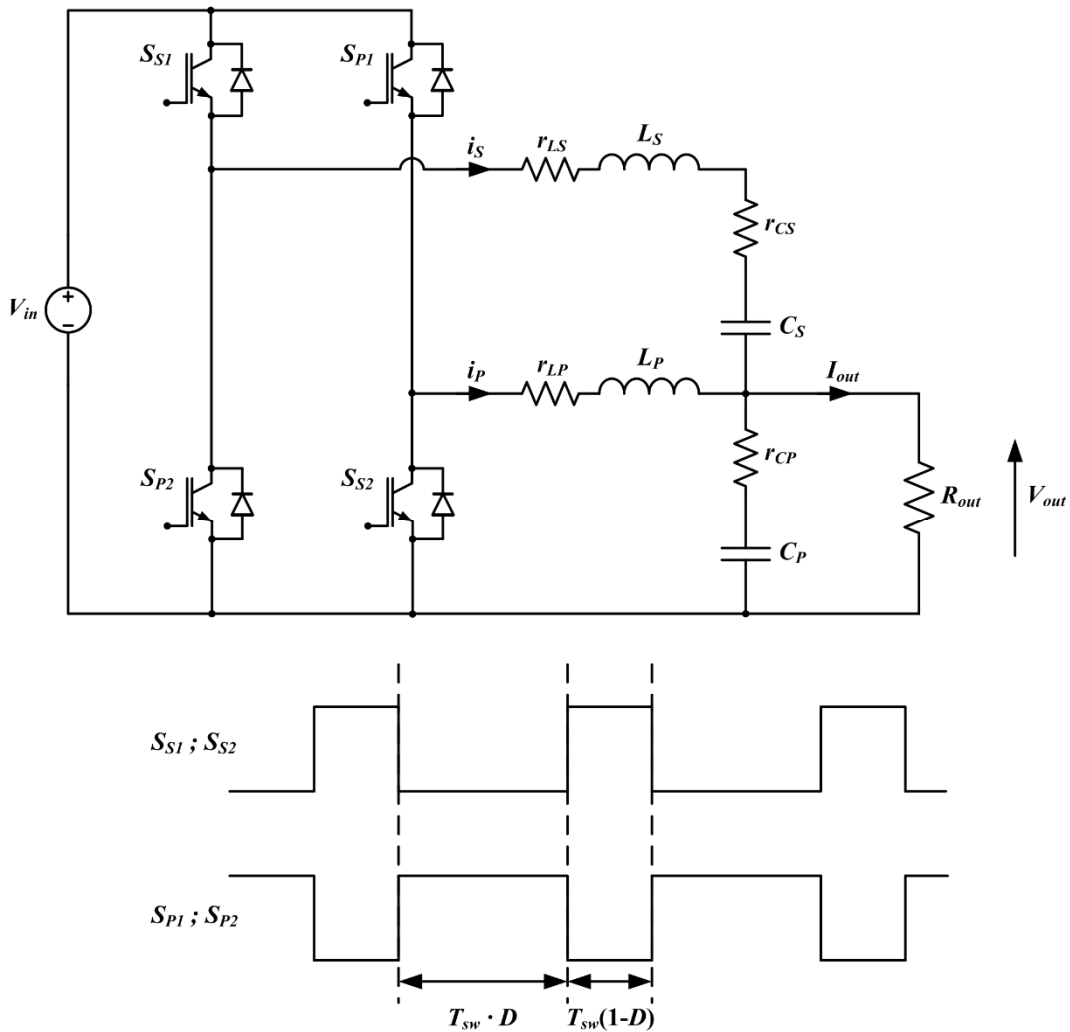 S_S1 S_P1
i_S r_LS L_S
r_CS
V_in + −
C_S
i_P r_LP L_P I_out
r_CP
S_P2 S_S2 R_out V_out
C_P
S_S1 ; S_S2
S_P1 ; S_P2
T_sw · D T_sw(1-D)